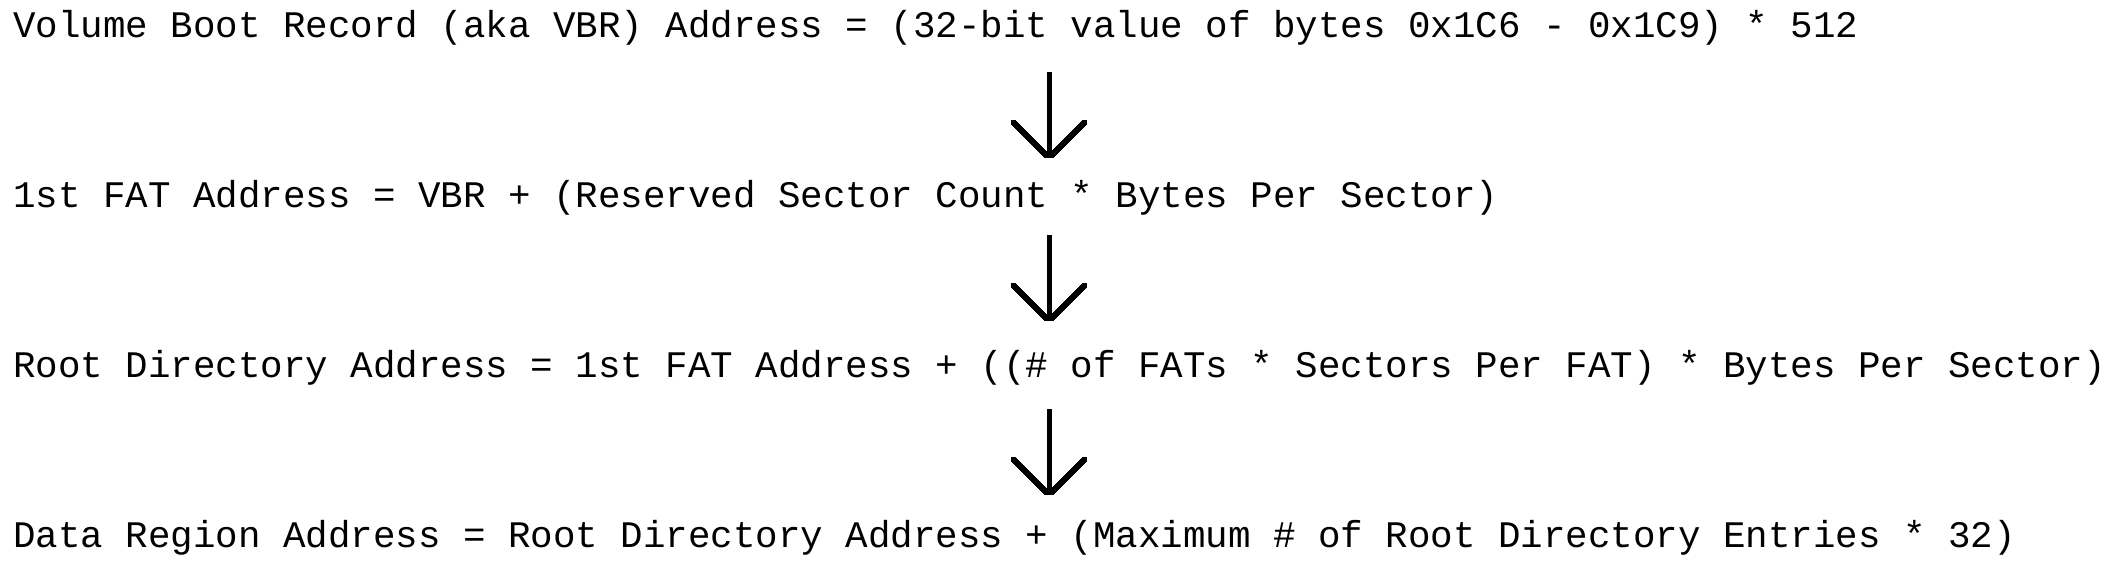 Volume Boot Record (aka VBR) Address = (32-bit value of bytes 0x1C6 - 0x1C9) * 512
1st FAT Address = VBR + (Reserved Sector Count * Bytes Per Sector)
Root Directory Address = 1st FAT Address + ((# of FATs * Sectors Per FAT) * Bytes Per Sector)
Data Region Address = Root Directory Address + (Maximum # of Root Directory Entries * 32)